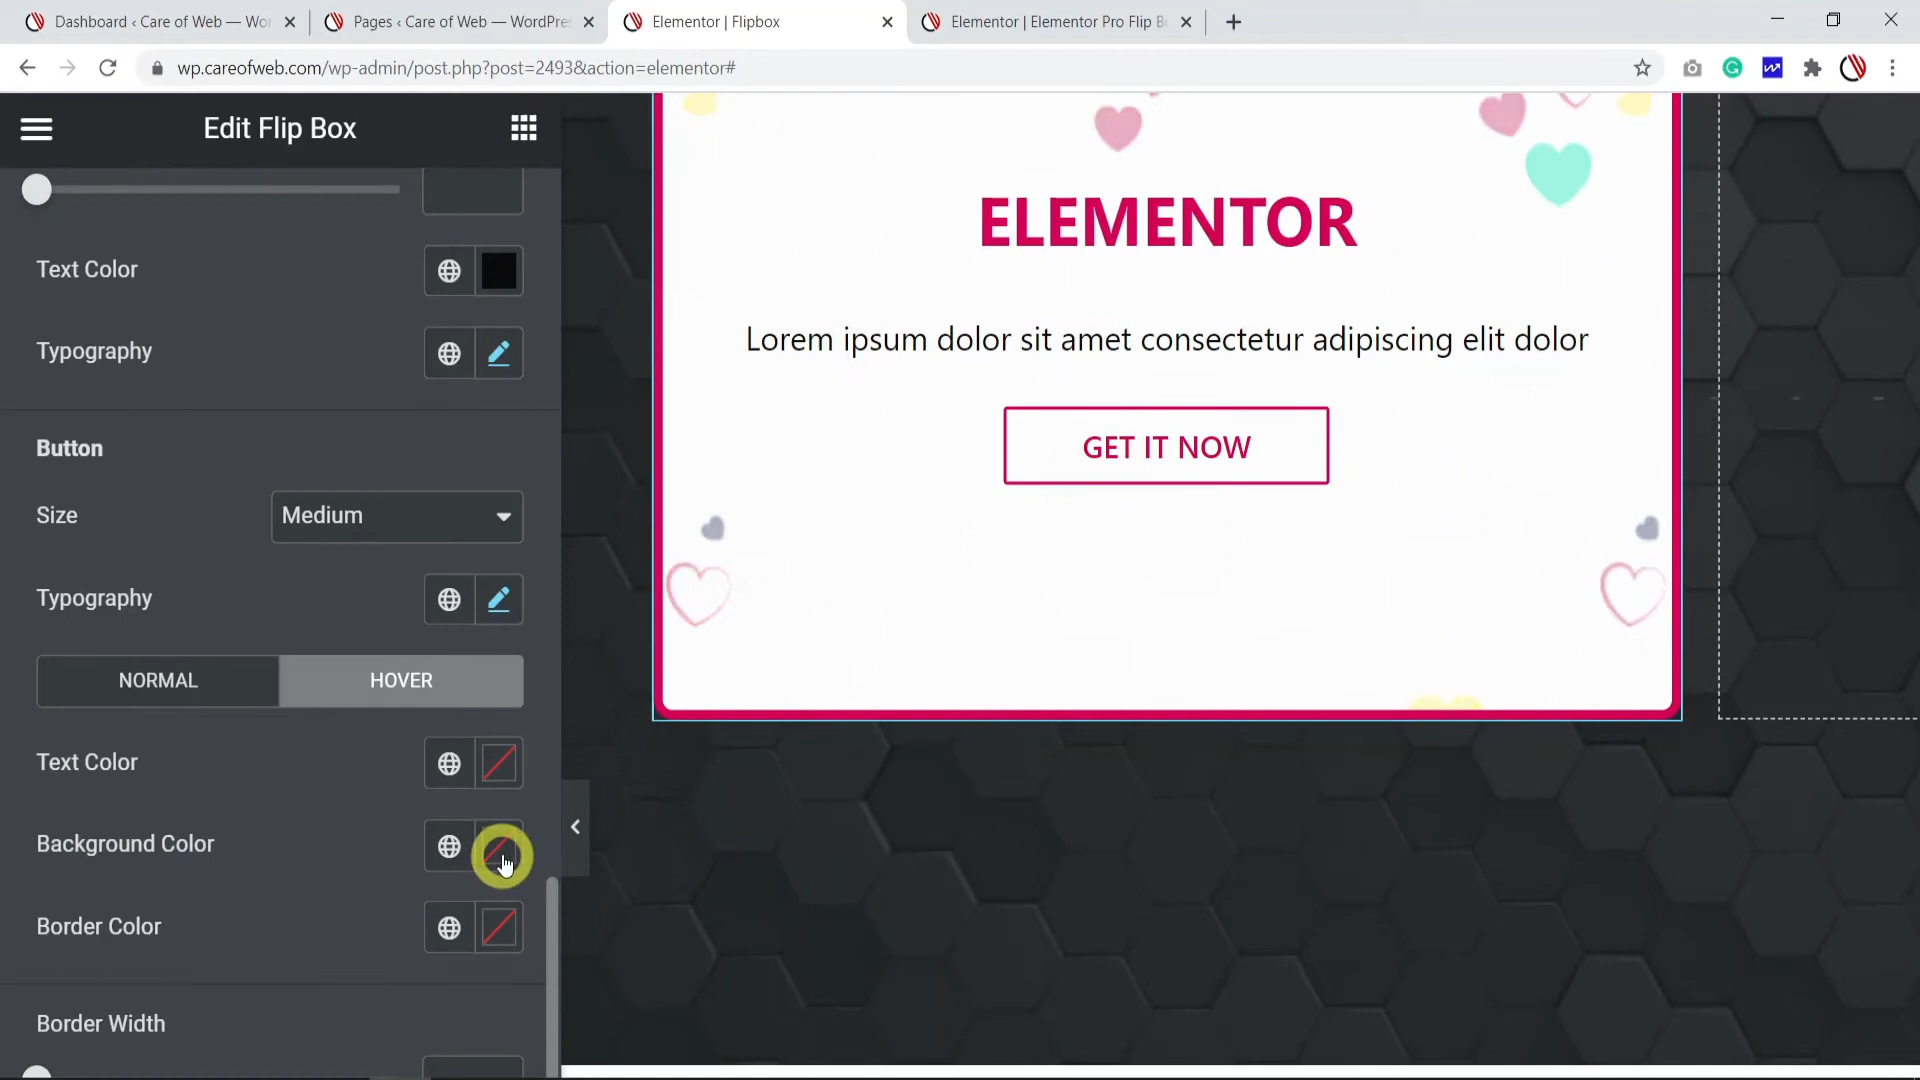 Dashboard ‹ Care of Web — Wor
Pages ‹ Care of Web — WordPres
Elementor | Flipbox
Elementor | Elementor Pro Flip B
wp.careofweb.com/wp-admin/post.php?post=2493&action=elementor#
Edit Flip Box
Text Color
Typography
Button
Size
Medium
Typography
NORMAL
HOVER
Text Color
Background Color
Border Color
Border Width
ELEMENTOR
Lorem ipsum dolor sit amet consectetur adipiscing elit dolor
GET IT NOW